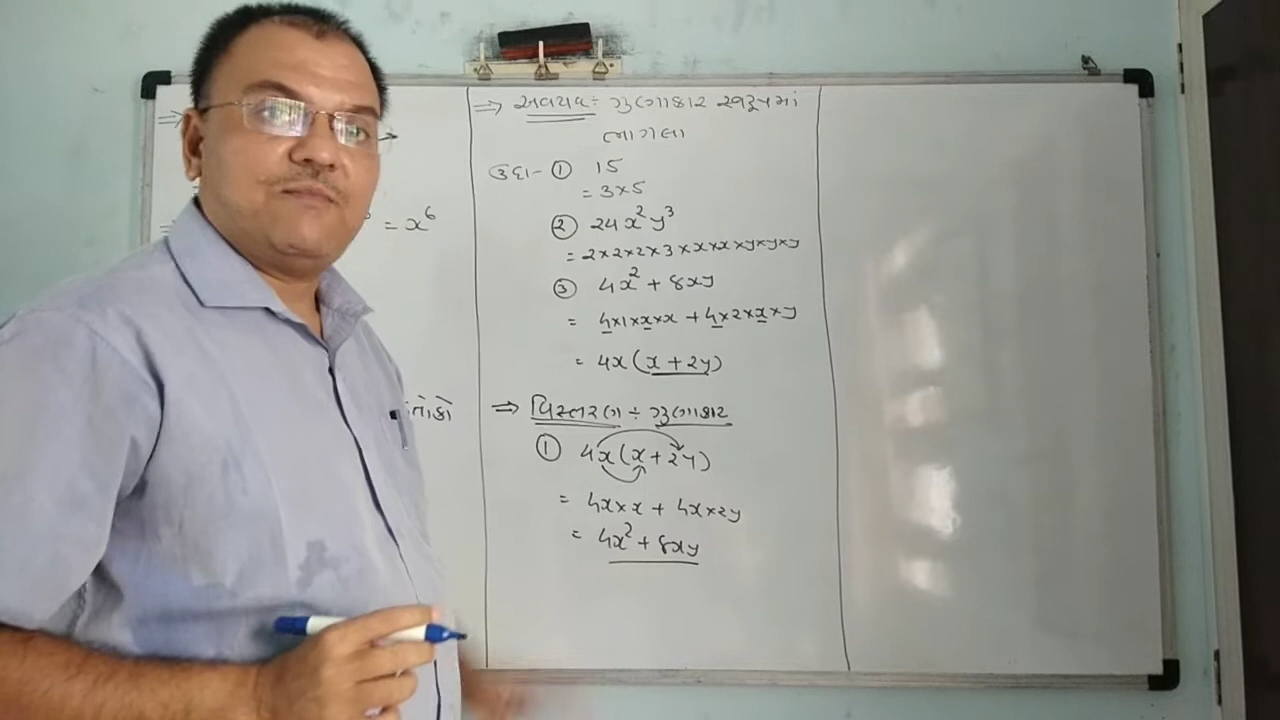 ⇒
= x⁶
⇒ અવયવ ÷ ગુણાકાર સ્વરૂપમાં
ભાગલા
ઉદા- ① 15
= 3×5
② 24x²y³
= 2×2×2×3×x×x×y×y×y
③ 4x² + 8xy
= 4×1×x×x + 4×2×x×y
= 4x(x + 2y)
⇒ વિસ્તરણ ÷ ગુણાકાર
① 4x(x + 2y)
= 4x×x + 4x×2y
= 4x² + 8xy